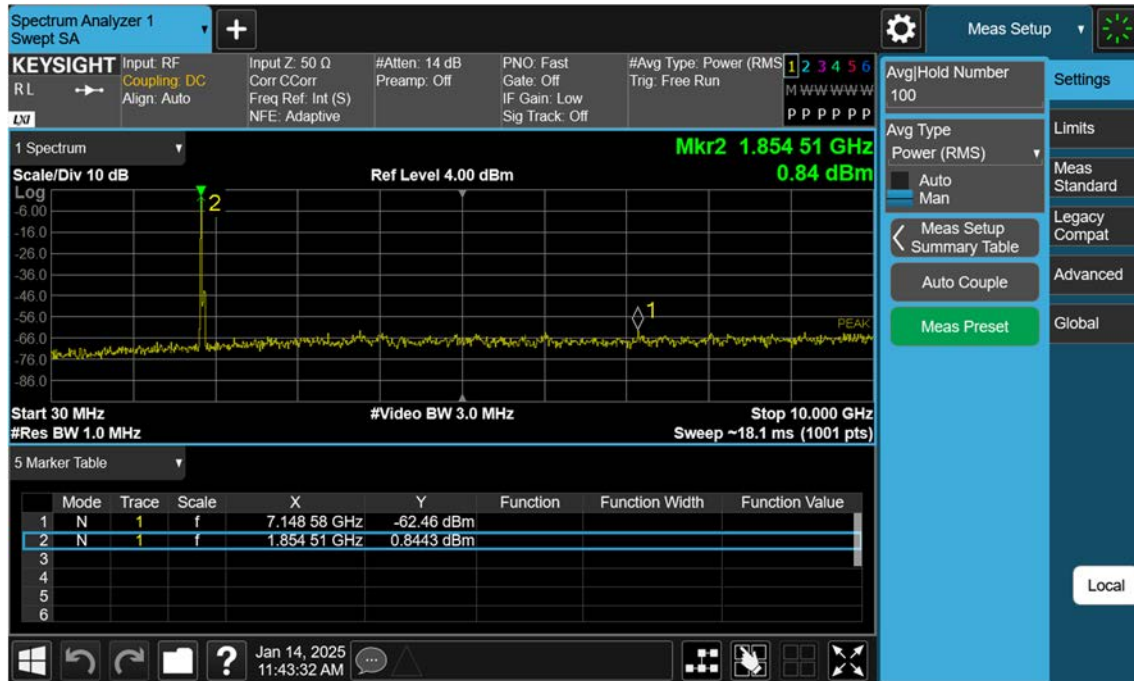 Spectrum Analyzer 1
Swept SA
+
Meas Setup
KEYSIGHT
RL
LXI
Input: RF
Coupling: DC
Align: Auto
Input Z: 50 Ω
Corr CCorr
Freq Ref: Int (S)
NFE: Adaptive
#Atten: 14 dB
Preamp: Off
PNO: Fast
Gate: Off
IF Gain: Low
Sig Track: Off
#Avg Type: Power (RMS
Trig: Free Run
1 2 3 4 5 6
M W W W W W
P P P P P P
1 Spectrum
Mkr2 1.854 51 GHz
Scale/Div 10 dB
Ref Level 4.00 dBm
0.84 dBm
Log
-6.00
-16.0
-26.0
-36.0
-46.0
-56.0
-66.0
-76.0
-86.0
2
1
PEAK
Start 30 MHz
#Video BW 3.0 MHz
Stop 10.000 GHz
#Res BW 1.0 MHz
Sweep ~18.1 ms (1001 pts)
5 Marker Table
Mode Trace Scale X Y Function Function Width Function Value
1 N 1 f 7.148 58 GHz -62.46 dBm
2 N 1 f 1.854 51 GHz 0.8443 dBm
3
4
5
6
Avg|Hold Number
100
Avg Type
Power (RMS)
Auto
Man
Meas Setup
Summary Table
Auto Couple
Meas Preset
Settings
Limits
Meas
Standard
Legacy
Compat
Advanced
Global
Local
?
Jan 14, 2025
11:43:32 AM